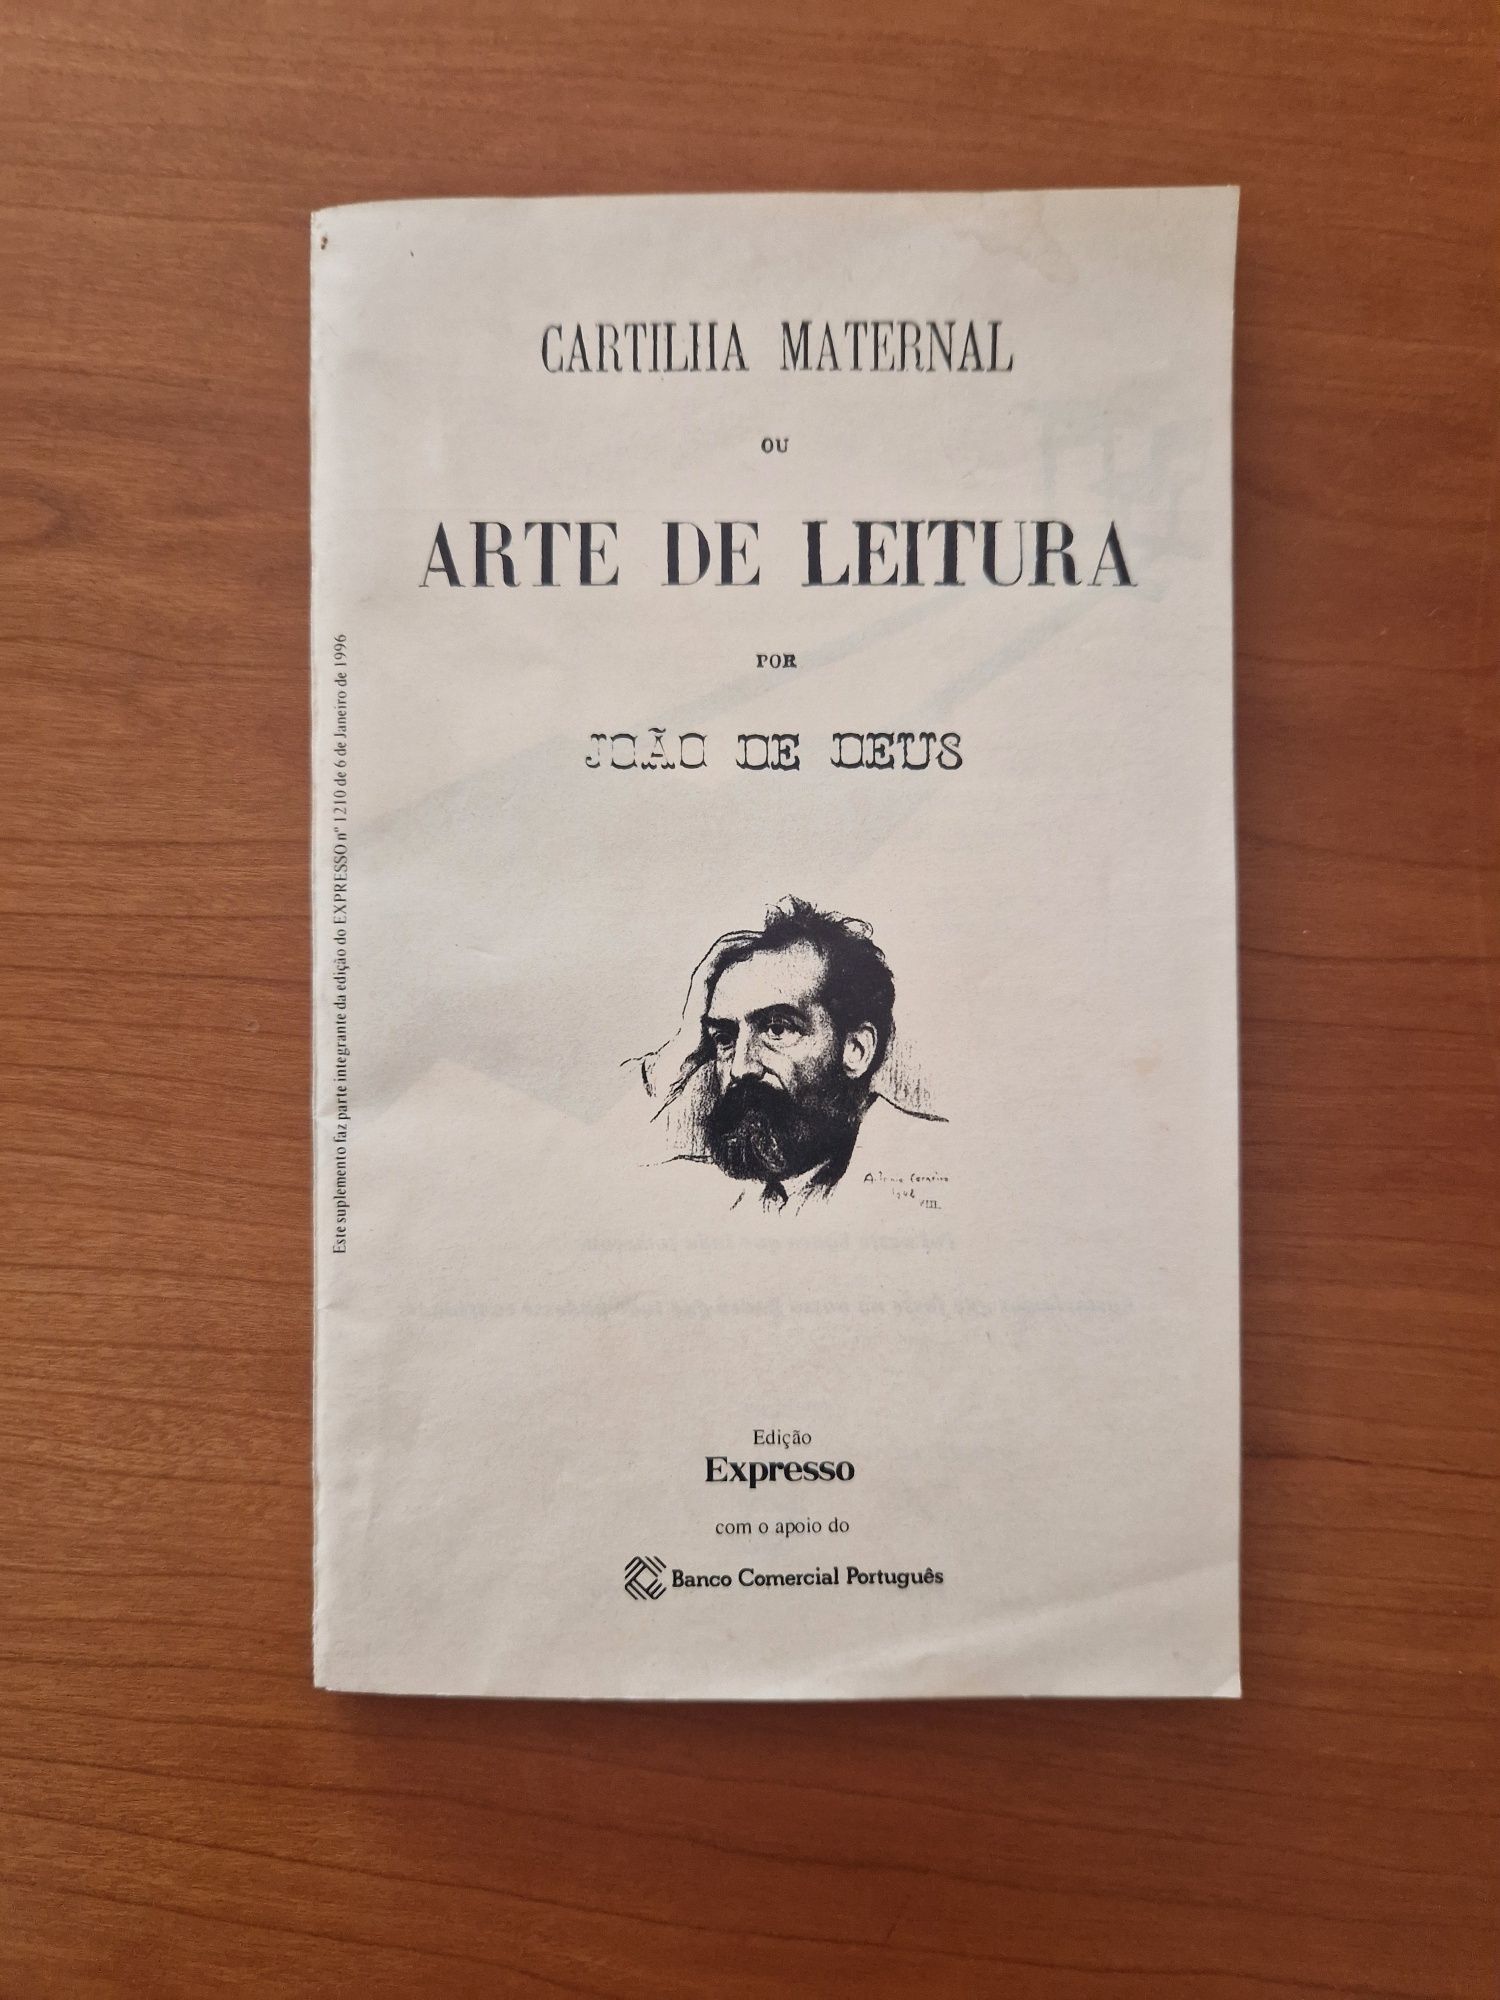 CARTILHA MATERNAL
OU
ARTE DE LEITURA
POR
JOÃO DE DEUS
Este suplemento faz parte integrante da edição do EXPRESSO nº 1210 de 6 de Janeiro de 1996
VIII.
Edição
Expresso
com o apoio do
Banco Comercial Português